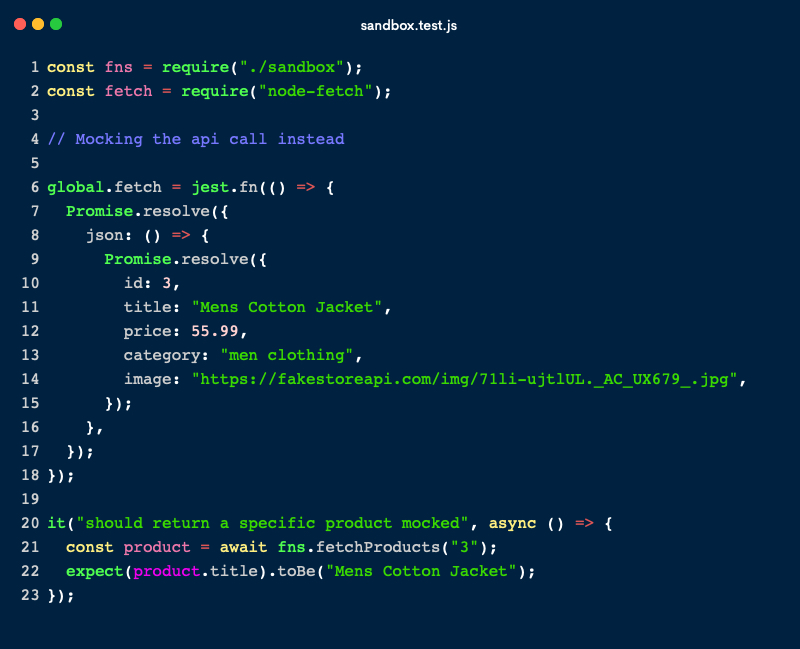 sandbox.test.js
1 const fns = require("./sandbox");
2 const fetch = require("node-fetch");
3
4 // Mocking the api call instead
5
6 global.fetch = jest.fn(() => {
7   Promise.resolve({
8     json: () => {
9       Promise.resolve({
10         id: 3,
11         title: "Mens Cotton Jacket",
12         price: 55.99,
13         category: "men clothing",
14         image: "https://fakestoreapi.com/img/71li-ujtlUL._AC_UX679_.jpg",
15       });
16     },
17   });
18 });
19
20 it("should return a specific product mocked", async () => {
21   const product = await fns.fetchProducts("3");
22   expect(product.title).toBe("Mens Cotton Jacket");
23 });